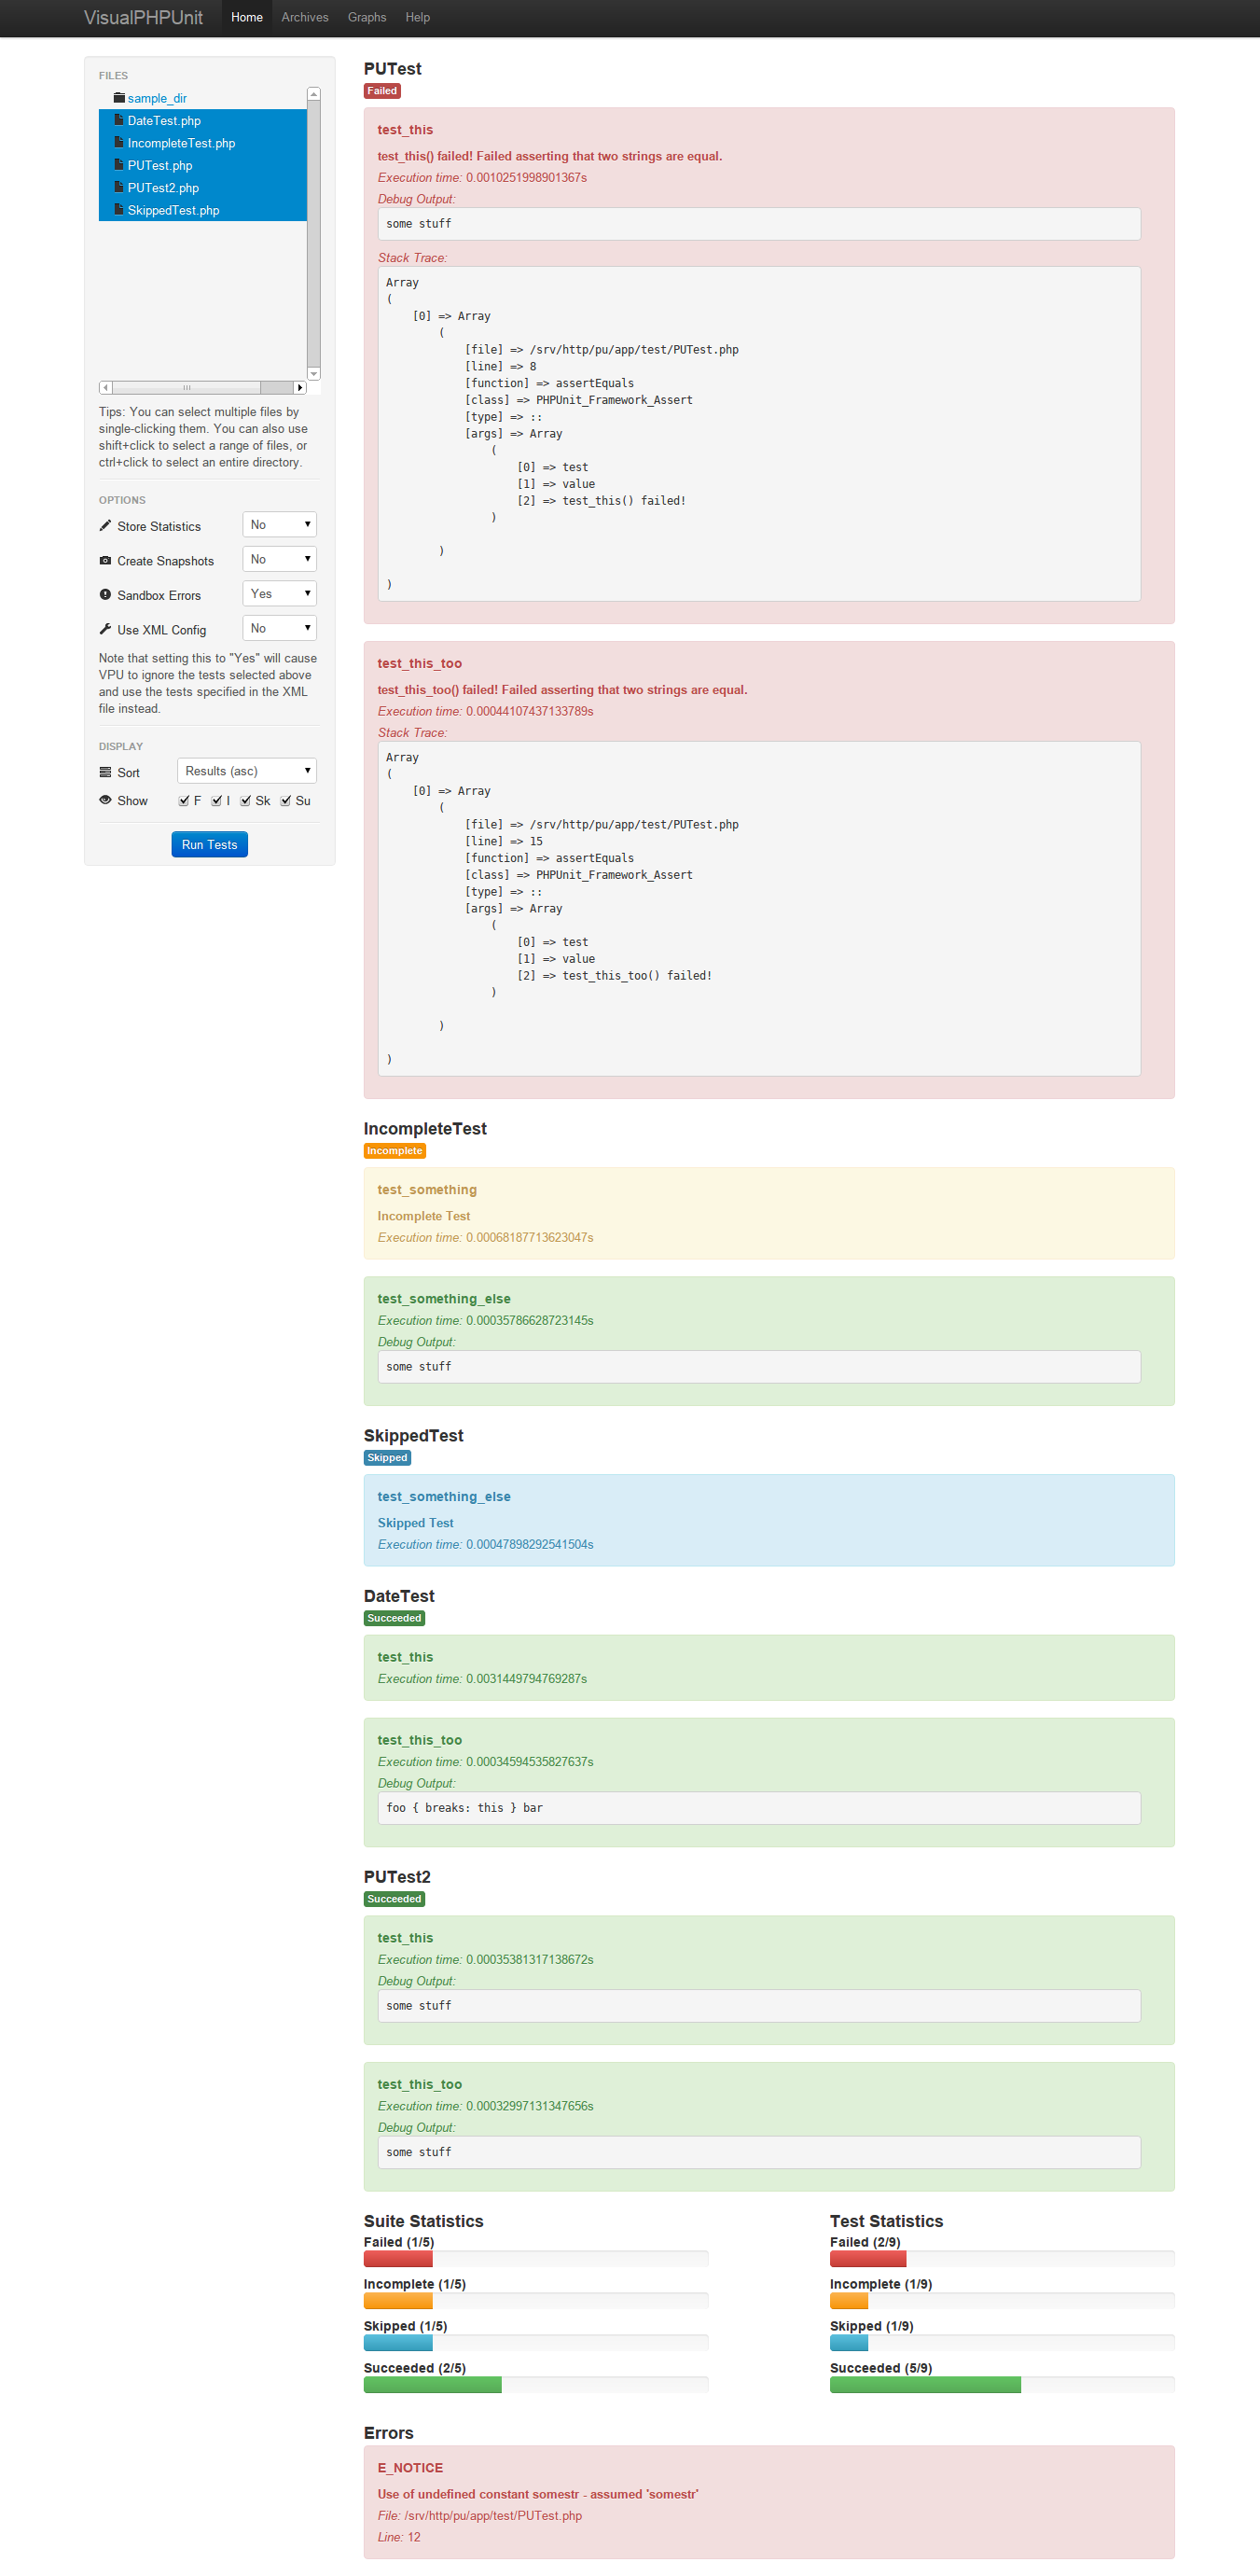 VisualPHPUnit Home Archives Graphs Help
FILES
sample_dir
DateTest.php
IncompleteTest.php
PUTest.php
PUTest2.php
SkippedTest.php
Tips: You can select multiple files by
single-clicking them. You can also use
shift+click to select a range of files, or
ctrl+click to select an entire directory.
OPTIONS
Store Statistics No
Create Snapshots No
Sandbox Errors Yes
Use XML Config No
Note that setting this to "Yes" will cause
VPU to ignore the tests selected above
and use the tests specified in the XML
file instead.
DISPLAY
Sort Results (asc)
Show F I Sk Su
Run Tests
PUTest
Failed
test_this
test_this() failed! Failed asserting that two strings are equal.
Execution time: 0.0010251998901367s
Debug Output:
some stuff
Stack Trace:
Array
(
[0] => Array
(
[file] => /srv/http/pu/app/test/PUTest.php
[line] => 8
[function] => assertEquals
[class] => PHPUnit_Framework_Assert
[type] => ::
[args] => Array
(
[0] => test
[1] => value
[2] => test_this() failed!
)
)
)
test_this_too
test_this_too() failed! Failed asserting that two strings are equal.
Execution time: 0.00044107437133789s
Stack Trace:
Array
(
[0] => Array
(
[file] => /srv/http/pu/app/test/PUTest.php
[line] => 15
[function] => assertEquals
[class] => PHPUnit_Framework_Assert
[type] => ::
[args] => Array
(
[0] => test
[1] => value
[2] => test_this_too() failed!
)
)
)
IncompleteTest
Incomplete
test_something
Incomplete Test
Execution time: 0.00068187713623047s
test_something_else
Execution time: 0.00035786628723145s
Debug Output:
some stuff
SkippedTest
Skipped
test_something_else
Skipped Test
Execution time: 0.00047898292541504s
DateTest
Succeeded
test_this
Execution time: 0.0031449794769287s
test_this_too
Execution time: 0.00034594535827637s
Debug Output:
foo { breaks: this } bar
PUTest2
Succeeded
test_this
Execution time: 0.00035381317138672s
Debug Output:
some stuff
test_this_too
Execution time: 0.00032997131347656s
Debug Output:
some stuff
Suite Statistics
Failed (1/5)
Incomplete (1/5)
Skipped (1/5)
Succeeded (2/5)
Test Statistics
Failed (2/9)
Incomplete (1/9)
Skipped (1/9)
Succeeded (5/9)
Errors
E_NOTICE
Use of undefined constant somestr - assumed 'somestr'
File: /srv/http/pu/app/test/PUTest.php
Line: 12